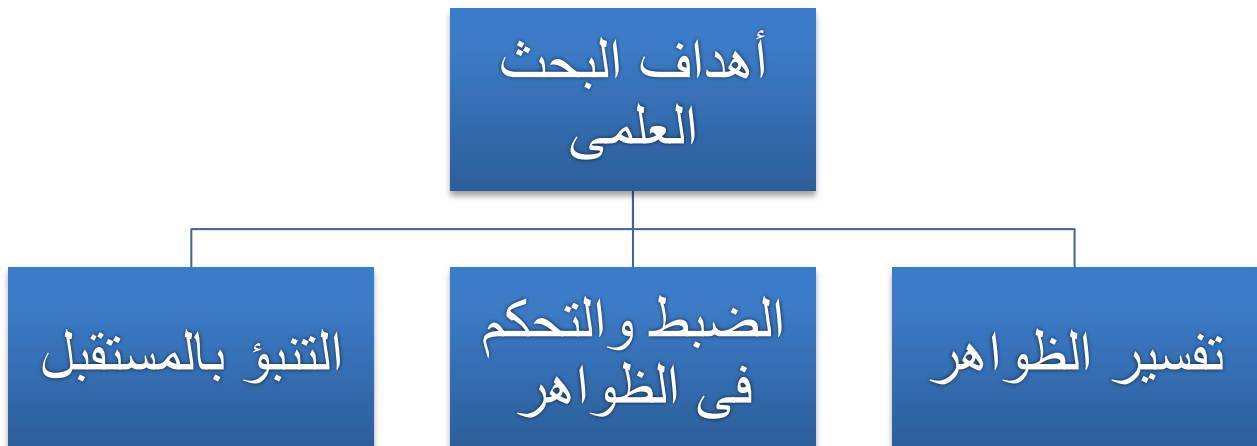 أهداف البحث
العلمى
تفسير الظواهر
الضبط والتحكم
فى الظواهر
التنبؤ بالمستقبل